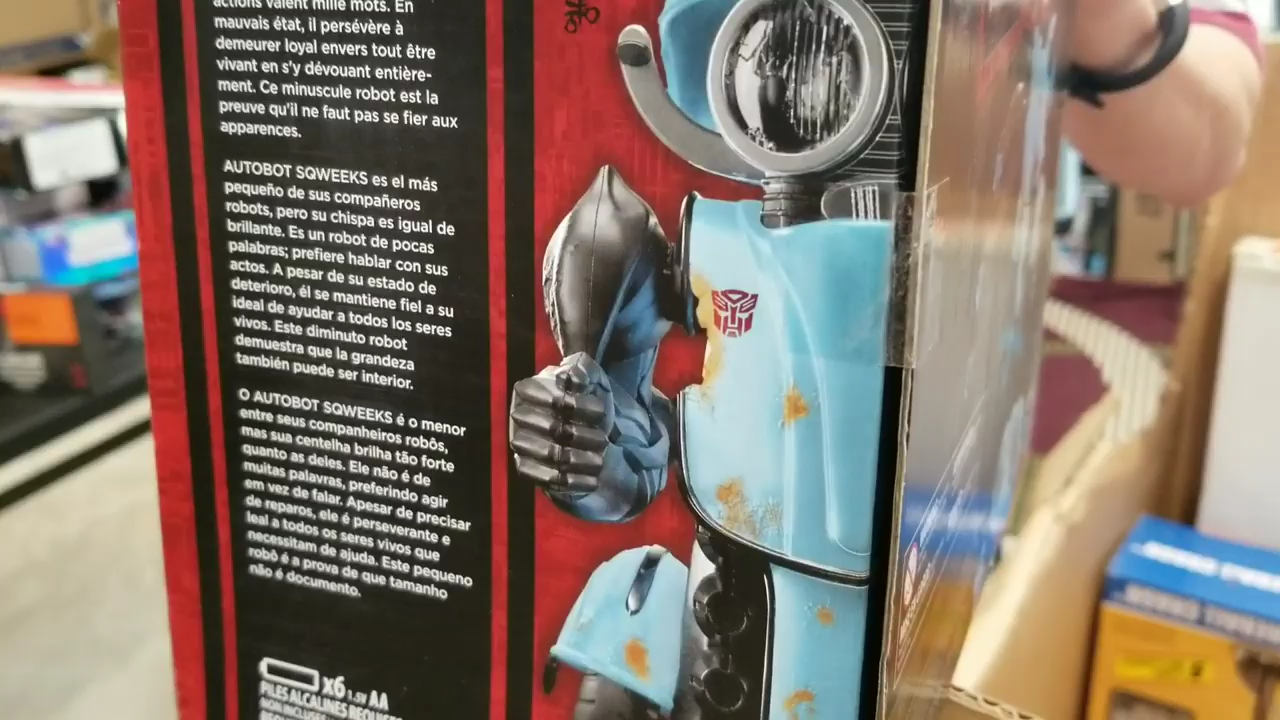 actions valent mille mots. En
mauvais état, il persévère à
demeurer loyal envers tout être
vivant en s'y dévouant entière-
ment. Ce minuscule robot est la
preuve qu'il ne faut pas se fier aux
apparences.
AUTOBOT SQWEEKS es el más
pequeño de sus compañeros
robots, pero su chispa es igual de
brillante. Es un robot de pocas
palabras; prefiere hablar con sus
actos. A pesar de su estado de
deterioro, él se mantiene fiel a su
ideal de ayudar a todos los seres
vivos. Este diminuto robot
demuestra que la grandeza
también puede ser interior.
O AUTOBOT SQWEEKS é o menor
entre seus companheiros robôs,
mas sua centelha brilha tão forte
quanto as deles. Ele não é de
muitas palavras, preferindo agir
em vez de falar. Apesar de precisar
de reparos, ele é perseverante e
leal a todos os seres vivos que
necessitam de ajuda. Este pequeno
robô é a prova de que tamanho
não é documento.
x6 1.5V AA
PILES ALCALINES REQUISES
NON INCLUSES